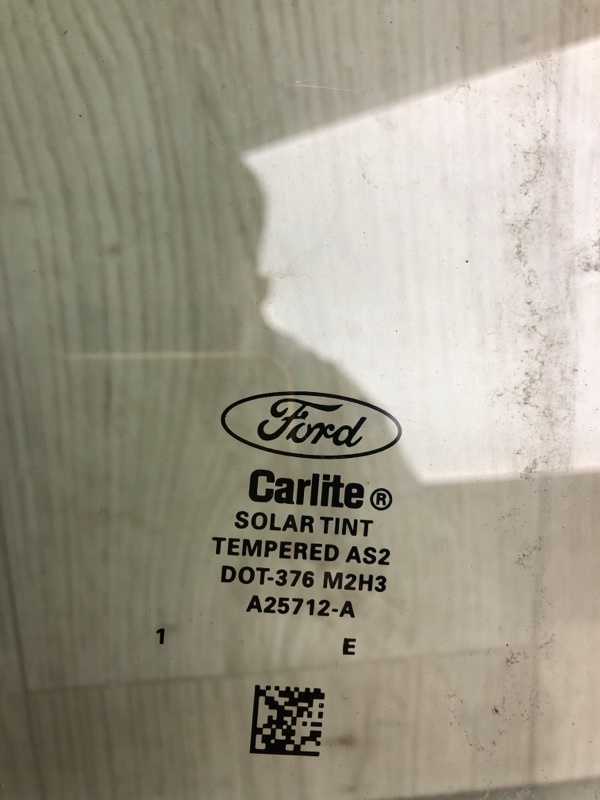 Ford
Carlite®
SOLAR TINT
TEMPERED AS2
DOT-376 M2H3
A25712-A
1 E